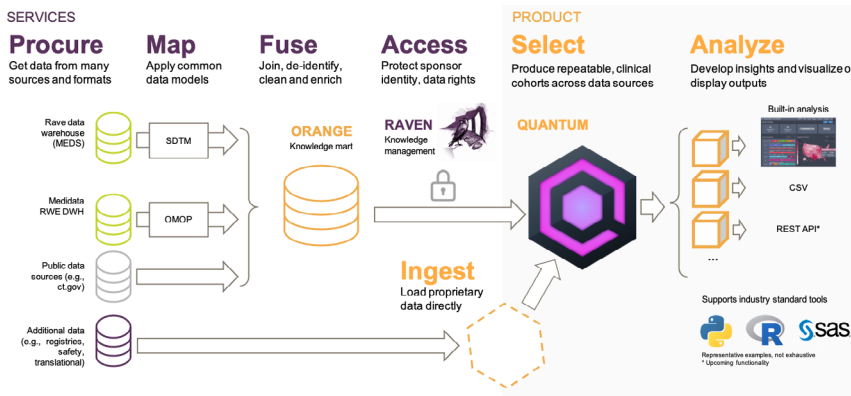 SERVICES
PRODUCT
Procure
Get data from many
sources and formats
Map
Apply common
data models
Fuse
Join, de-identify,
clean and enrich
Access
Protect sponsor
identity, data rights
Select
Produce repeatable, clinical
cohorts across data sources
Analyze
Develop insights and visualize o
display outputs
Rave data
warehouse
(MEDS)
SDTM
Medidata
RWE DWH
OMOP
Public data
sources (e.g.,
ct.gov)
Additional data
(e.g., registries,
safety,
translational)
ORANGE
Knowledge mart
RAVEN
Knowledge
management
Ingest
Load proprietary
data directly
QUANTUM
Built-in analysis
CSV
REST API*
...
Supports industry standard tools
R
sas
Representative examples, not exhaustive
* Upcoming functionality